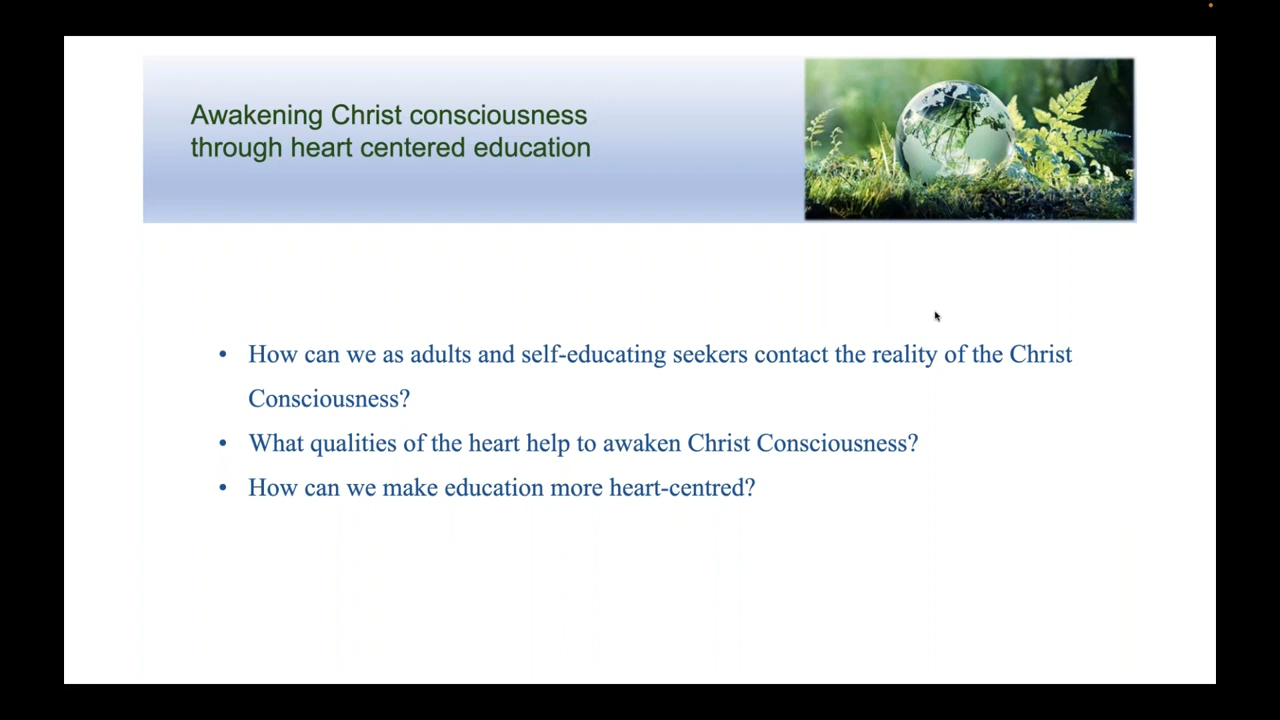 Awakening Christ consciousness
through heart centered education
• How can we as adults and self-educating seekers contact the reality of the Christ
Consciousness?
• What qualities of the heart help to awaken Christ Consciousness?
• How can we make education more heart-centred?